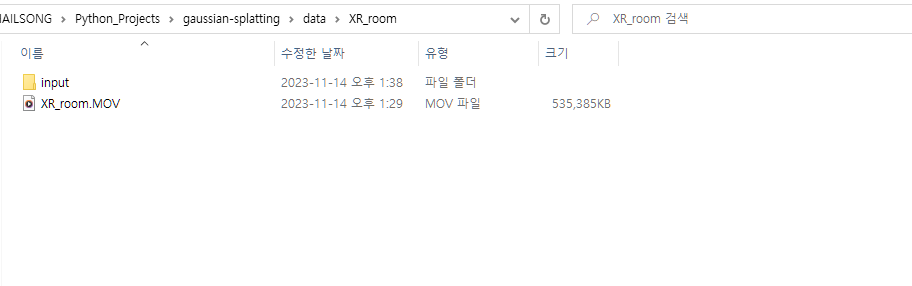 AILSONG > Python_Projects > gaussian-splatting > data > XR_room
XR_room 검색
이름 수정한 날짜 유형 크기
input 2023-11-14 오후 1:38 파일 폴더
XR_room.MOV 2023-11-14 오후 1:29 MOV 파일 535,385KB